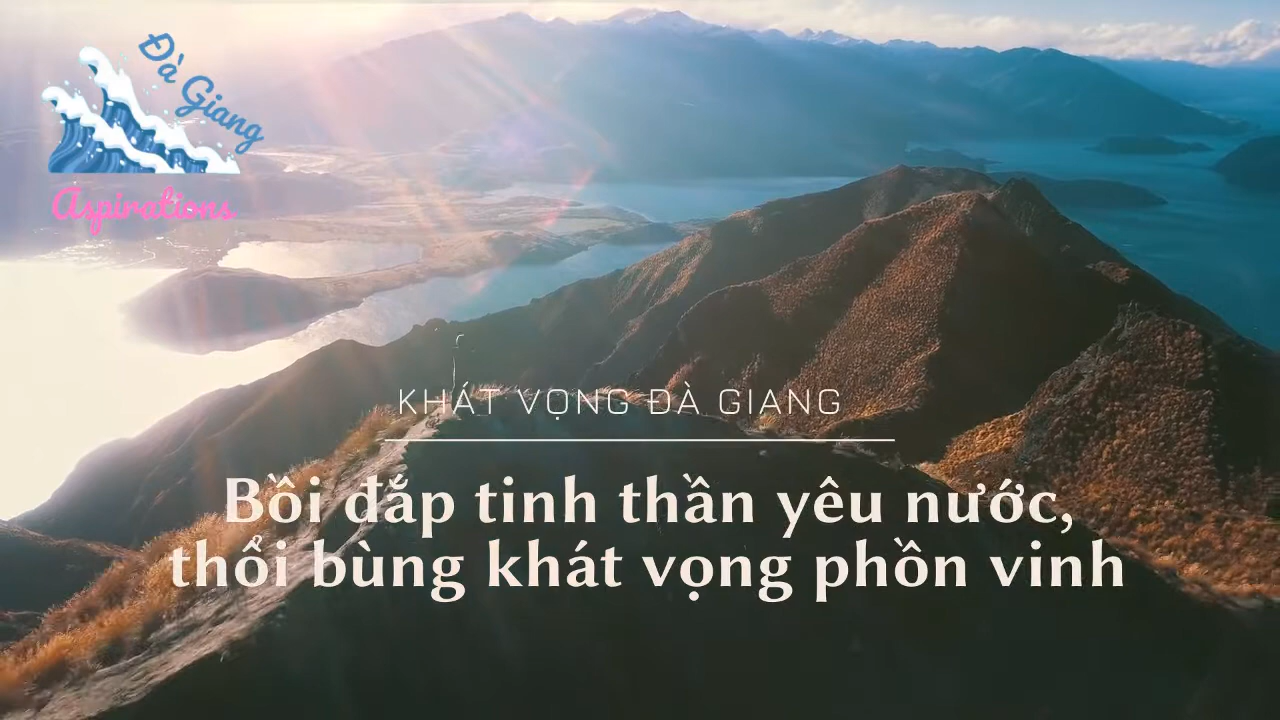 Đà Giang
Aspirations
KHÁT VỌNG ĐÀ GIANG
Bồi đắp tinh thần yêu nước,
thổi bùng khát vọng phồn vinh